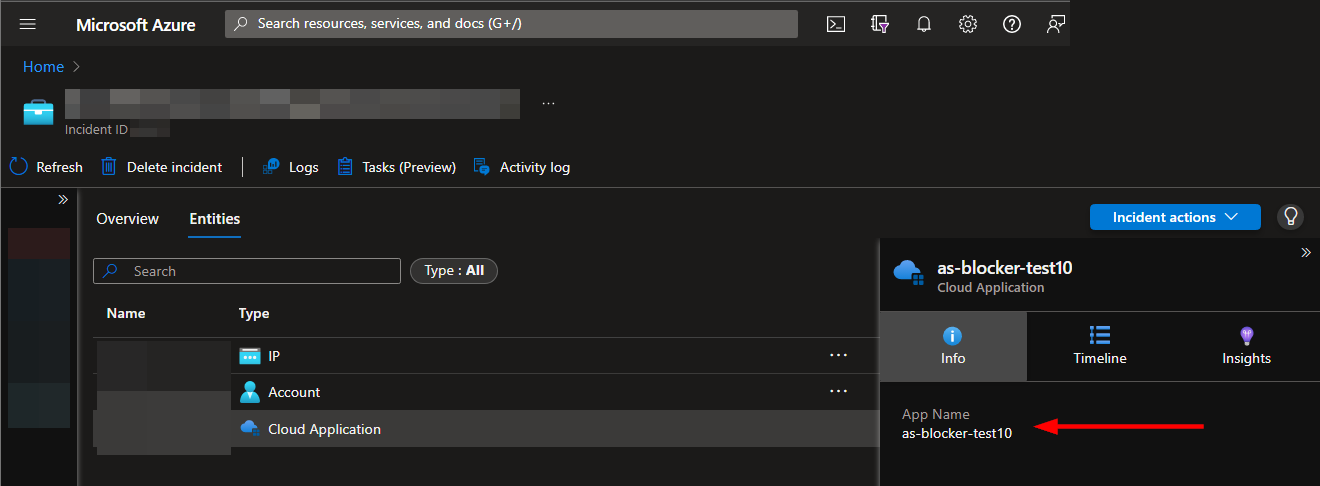 Microsoft Azure
Search resources, services, and docs (G+/)
Home
...
Incident ID
Refresh
Delete incident
Logs
Tasks (Preview)
Activity log
Overview
Entities
Incident actions
Search
Type : All
as-blocker-test10
Cloud Application
Name
Type
Info
Timeline
Insights
IP
Account
Cloud Application
App Name
as-blocker-test10